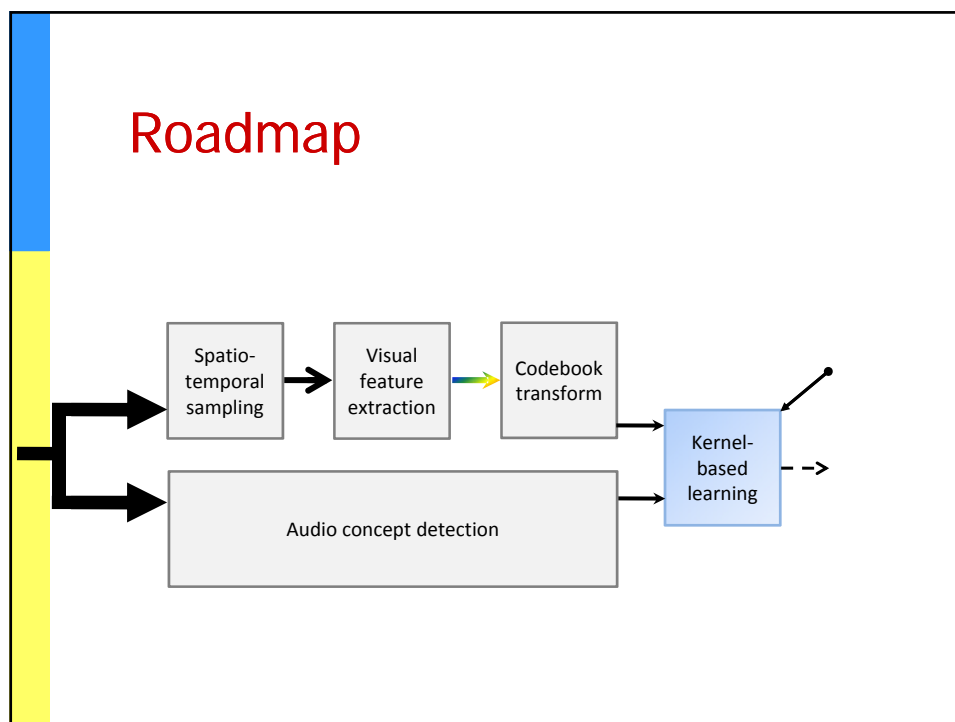 Roadmap
Spatio-
temporal
sampling
Visual
feature
extraction
Codebook
transform
Kernel-
based
learning
Audio concept detection